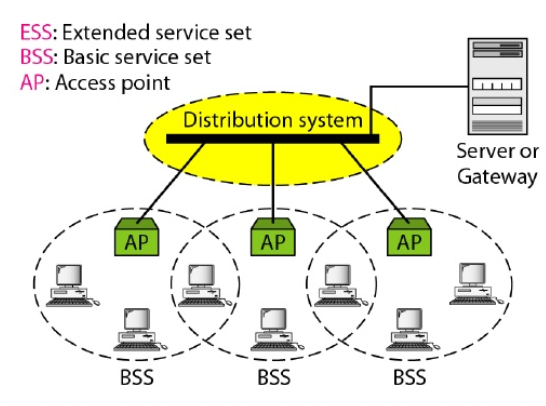 ESS: Extended service set
BSS: Basic service set
AP: Access point
Distribution system
Server or
Gateway
AP
AP
AP
BSS
BSS
BSS